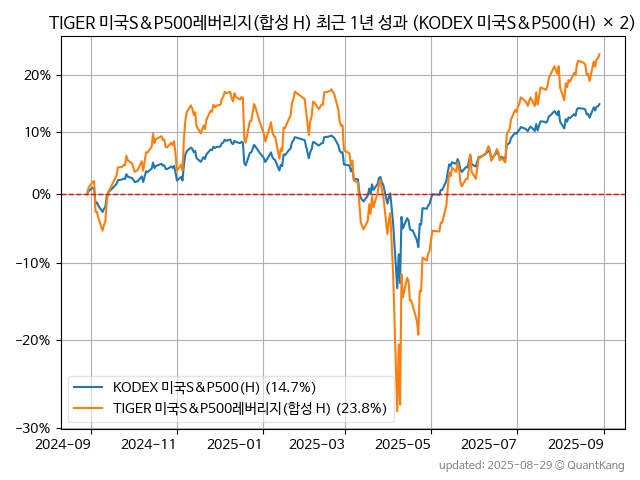 TIGER 미국S&P500레버리지(합성 H) 최근 1년 성과 (KODEX 미국S&P500(H) × 2)
20%
10%
0%
−10%
−20%
−30%
KODEX 미국S&P500(H) (14.7%)
TIGER 미국S&P500레버리지(합성 H) (23.8%)
2024-09 2024-11 2025-01 2025-03 2025-05 2025-07 2025-09
updated: 2025-08-29 © QuantKang